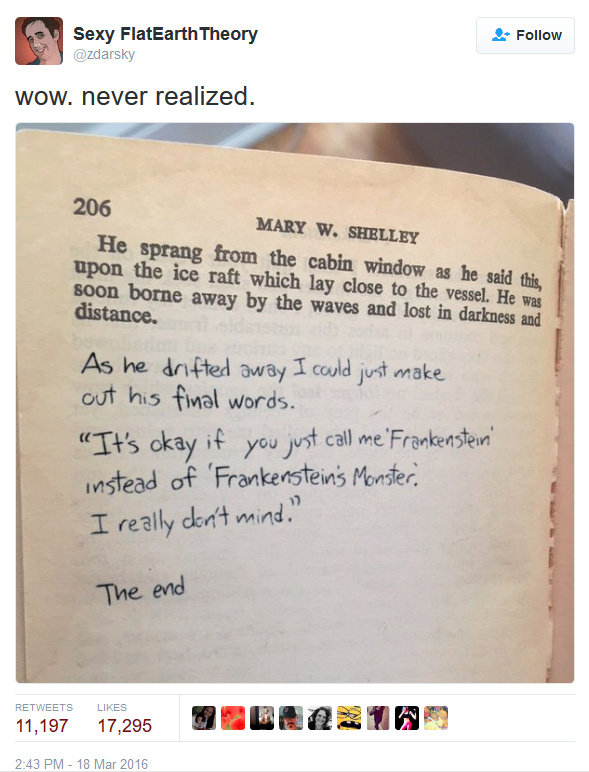 Sexy FlatEarthTheory
@zdarsky
Follow
wow. never realized.
206
MARY W. SHELLEY
He sprang from the cabin window as he said this,
upon the ice raft which lay close to the vessel. He was
soon borne away by the waves and lost in darkness and
distance.
As he drifted away I could just make
out his final words.
“It's okay if you just call me 'Frankenstein'
instead of 'Frankenstein's Monster.'
I really don't mind.”
The end
RETWEETS
LIKES
11,197
17,295
2:43 PM - 18 Mar 2016